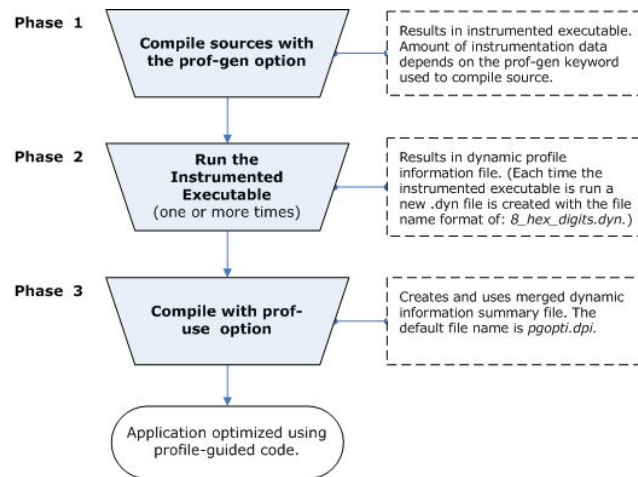 Phase 1
Compile sources with
the prof-gen option
Results in instrumented executable.
Amount of instrumentation data
depends on the prof-gen keyword
used to compile source.
Phase 2
Run the
Instrumented
Executable
(one or more times)
Results in dynamic profile
information file. (Each time the
instrumented executable is run a
new .dyn file is created with the file
name format of: 8_hex_digits.dyn.)
Phase 3
Compile with prof-
use option
Creates and uses merged dynamic
information summary file. The
default file name is pgopti.dpi.
Application optimized using
profile-guided code.